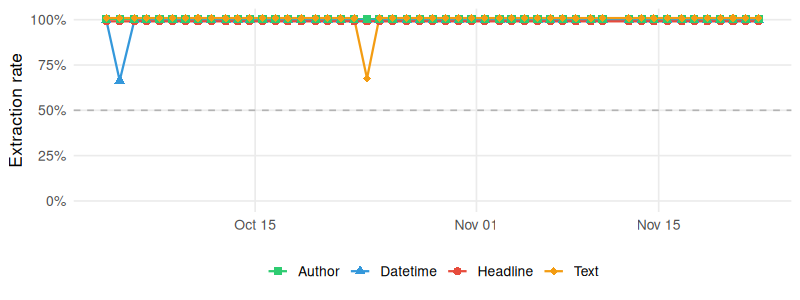 100%
75%
50%
25%
0%
Extraction rate
Oct 15 Nov 01 Nov 15
Author Datetime Headline Text